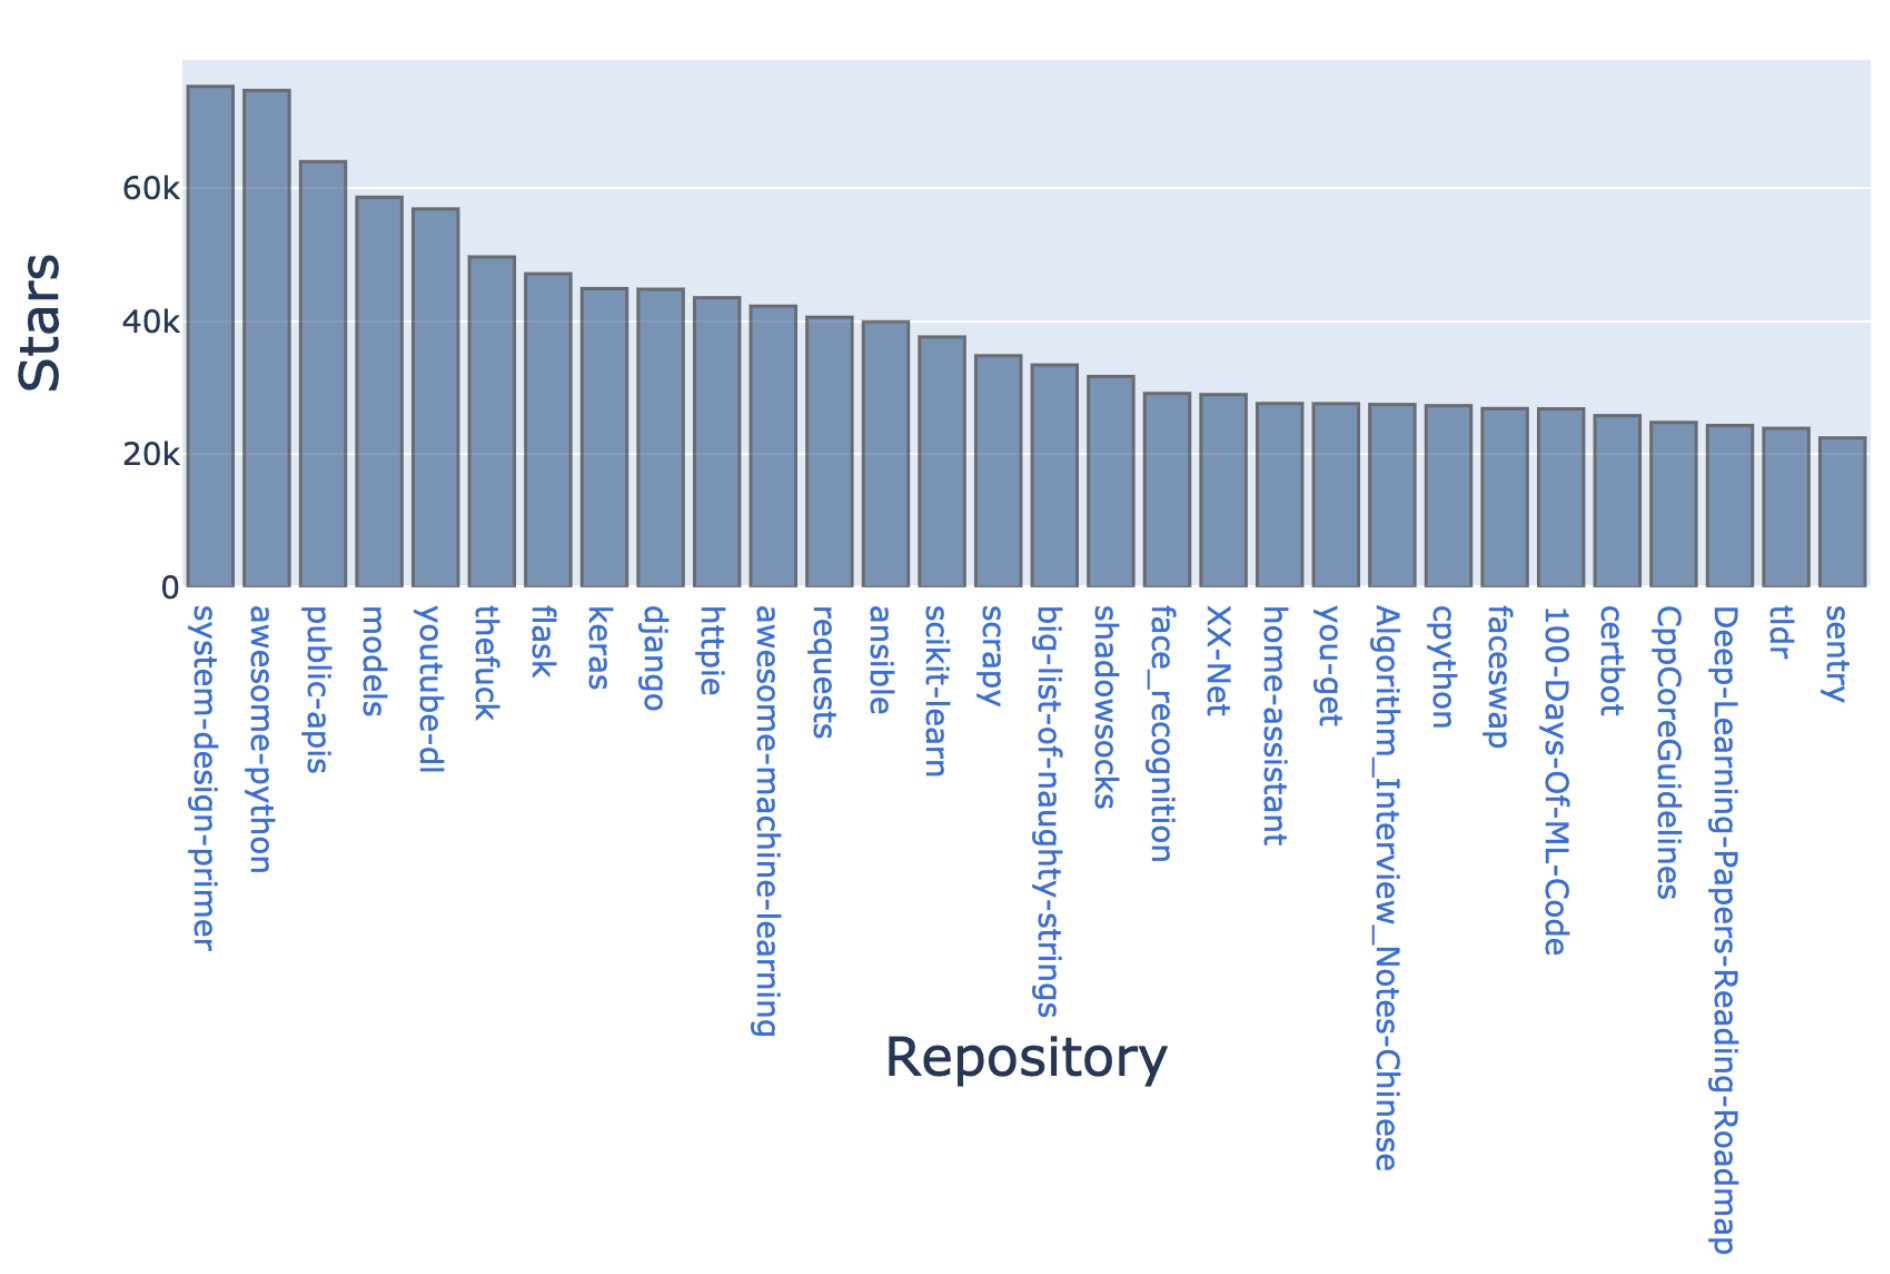 Stars
60k
40k
20k
0
system-design-primer
awesome-python
public-apis
models
youtube-dl
thefuck
flask
keras
django
httpie
awesome-machine-learning
requests
ansible
scikit-learn
scrapy
big-list-of-naughty-strings
shadowsocks
face_recognition
XX-Net
home-assistant
you-get
Algorithm_Interview_Notes-Chinese
cpython
faceswap
100-Days-Of-ML-Code
certbot
CppCoreGuidelines
Deep-Learning-Papers-Reading-Roadmap
tldr
sentry
Repository